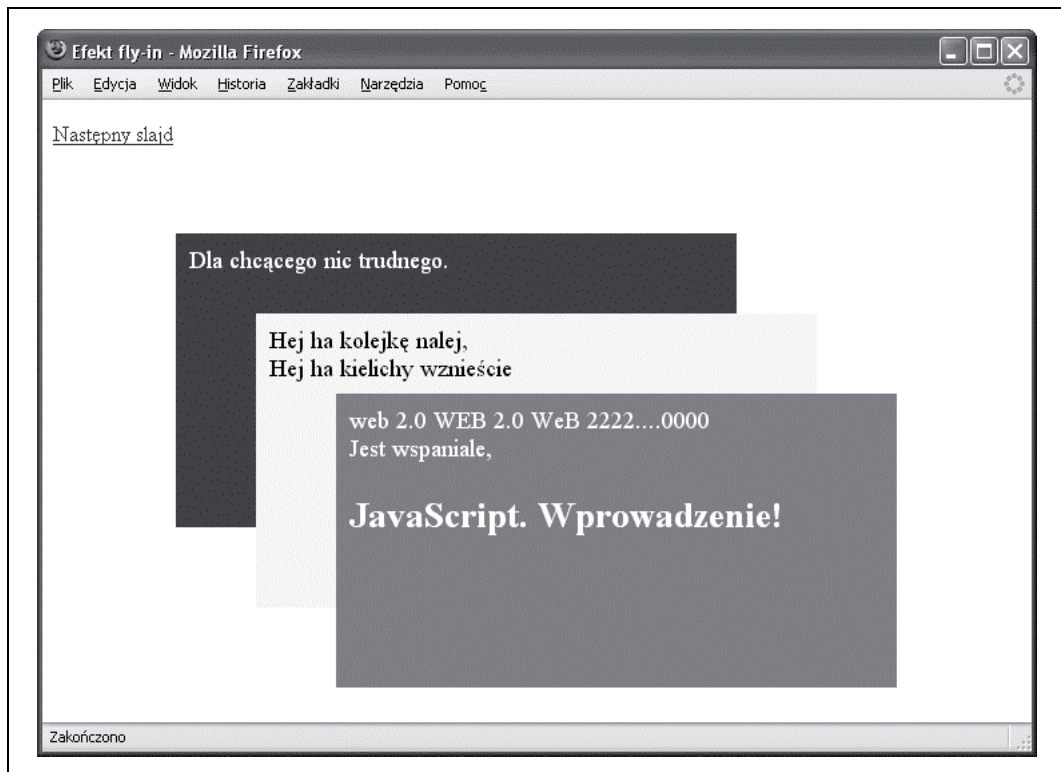 Efekt fly-in - Mozilla Firefox
Plik Edycja Widok Historia Zakładki Narzędzia Pomoc
Następny slajd
Dla chcącego nic trudnego.
Hej ha kolejkę nalej,
Hej ha kielichy wznieście
web 2.0 WEB 2.0 WeB 2222....0000
Jest wspaniale,
JavaScript. Wprowadzenie!
Zakończono